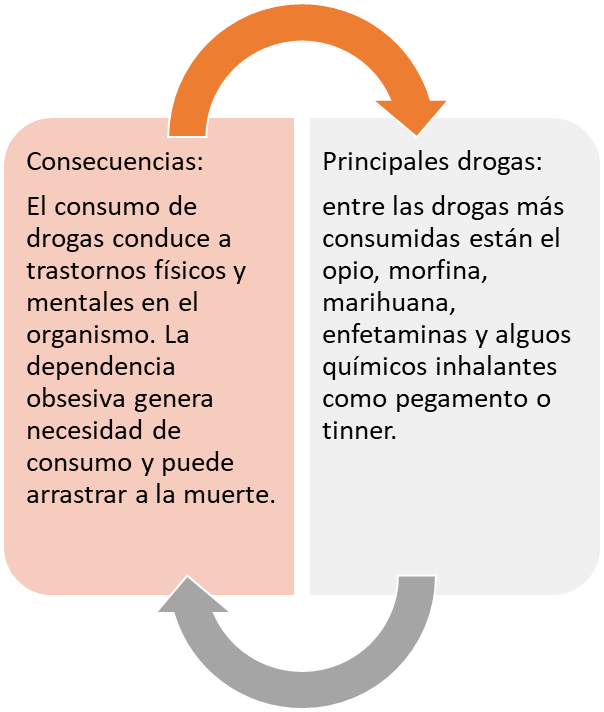 Consecuencias:
El consumo de
drogas conduce a
trastornos físicos y
mentales en el
organismo. La
dependencia
obsesiva genera
necesidad de
consumo y puede
arrastrar a la muerte.
Principales drogas:
entre las drogas más
consumidas están el
opio, morfina,
marihuana,
enfetaminas y alguos
químicos inhalantes
como pegamento o
tinner.